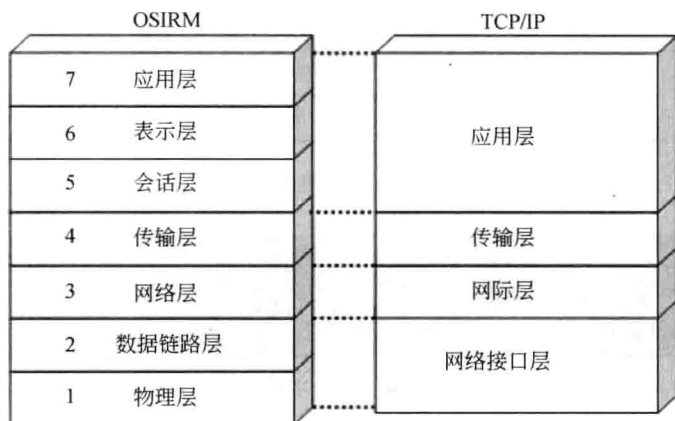 OSIRM
7 应用层
6 表示层
5 会话层
4 传输层
3 网络层
2 数据链路层
1 物理层
TCP/IP
应用层
传输层
网际层
网络接口层